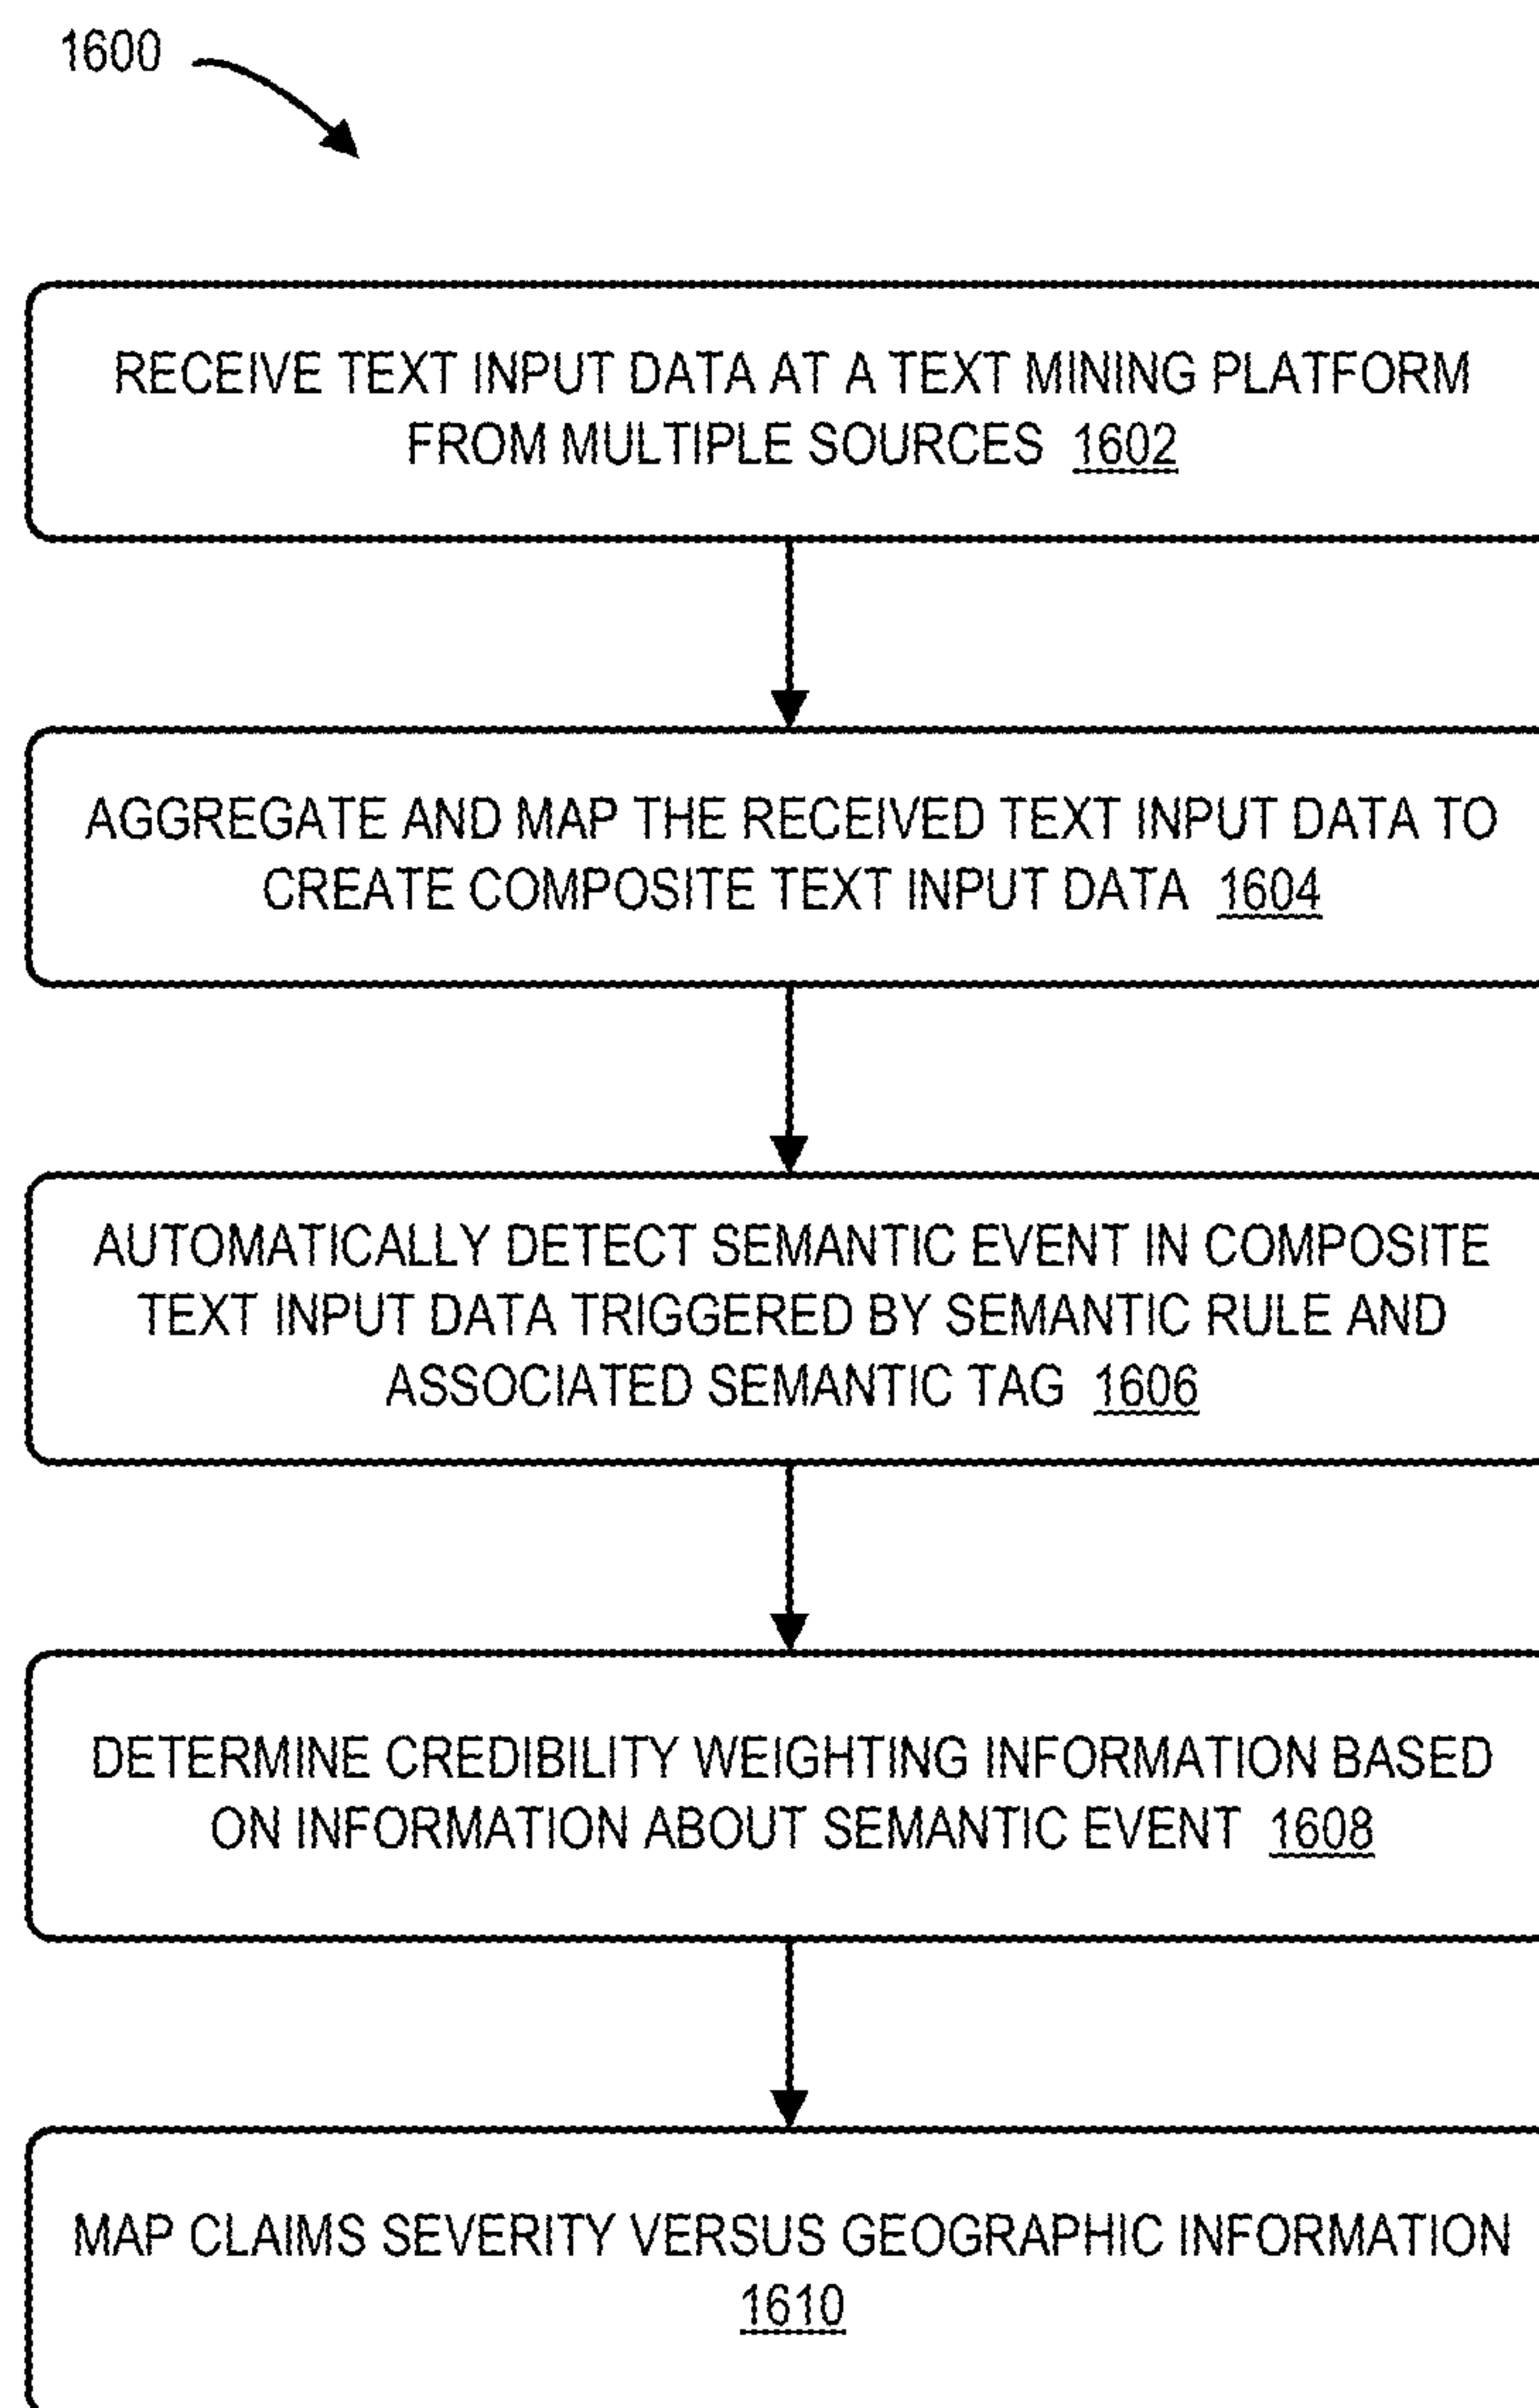 1600
RECEIVE TEXT INPUT DATA AT A TEXT MINING PLATFORM
FROM MULTIPLE SOURCES 1602
AGGREGATE AND MAP THE RECEIVED TEXT INPUT DATA TO
CREATE COMPOSITE TEXT INPUT DATA 1604
AUTOMATICALLY DETECT SEMANTIC EVENT IN COMPOSITE
TEXT INPUT DATA TRIGGERED BY SEMANTIC RULE AND
ASSOCIATED SEMANTIC TAG 1606
DETERMINE CREDIBILITY WEIGHTING INFORMATION BASED
ON INFORMATION ABOUT SEMANTIC EVENT 1608
MAP CLAIMS SEVERITY VERSUS GEOGRAPHIC INFORMATION
1610